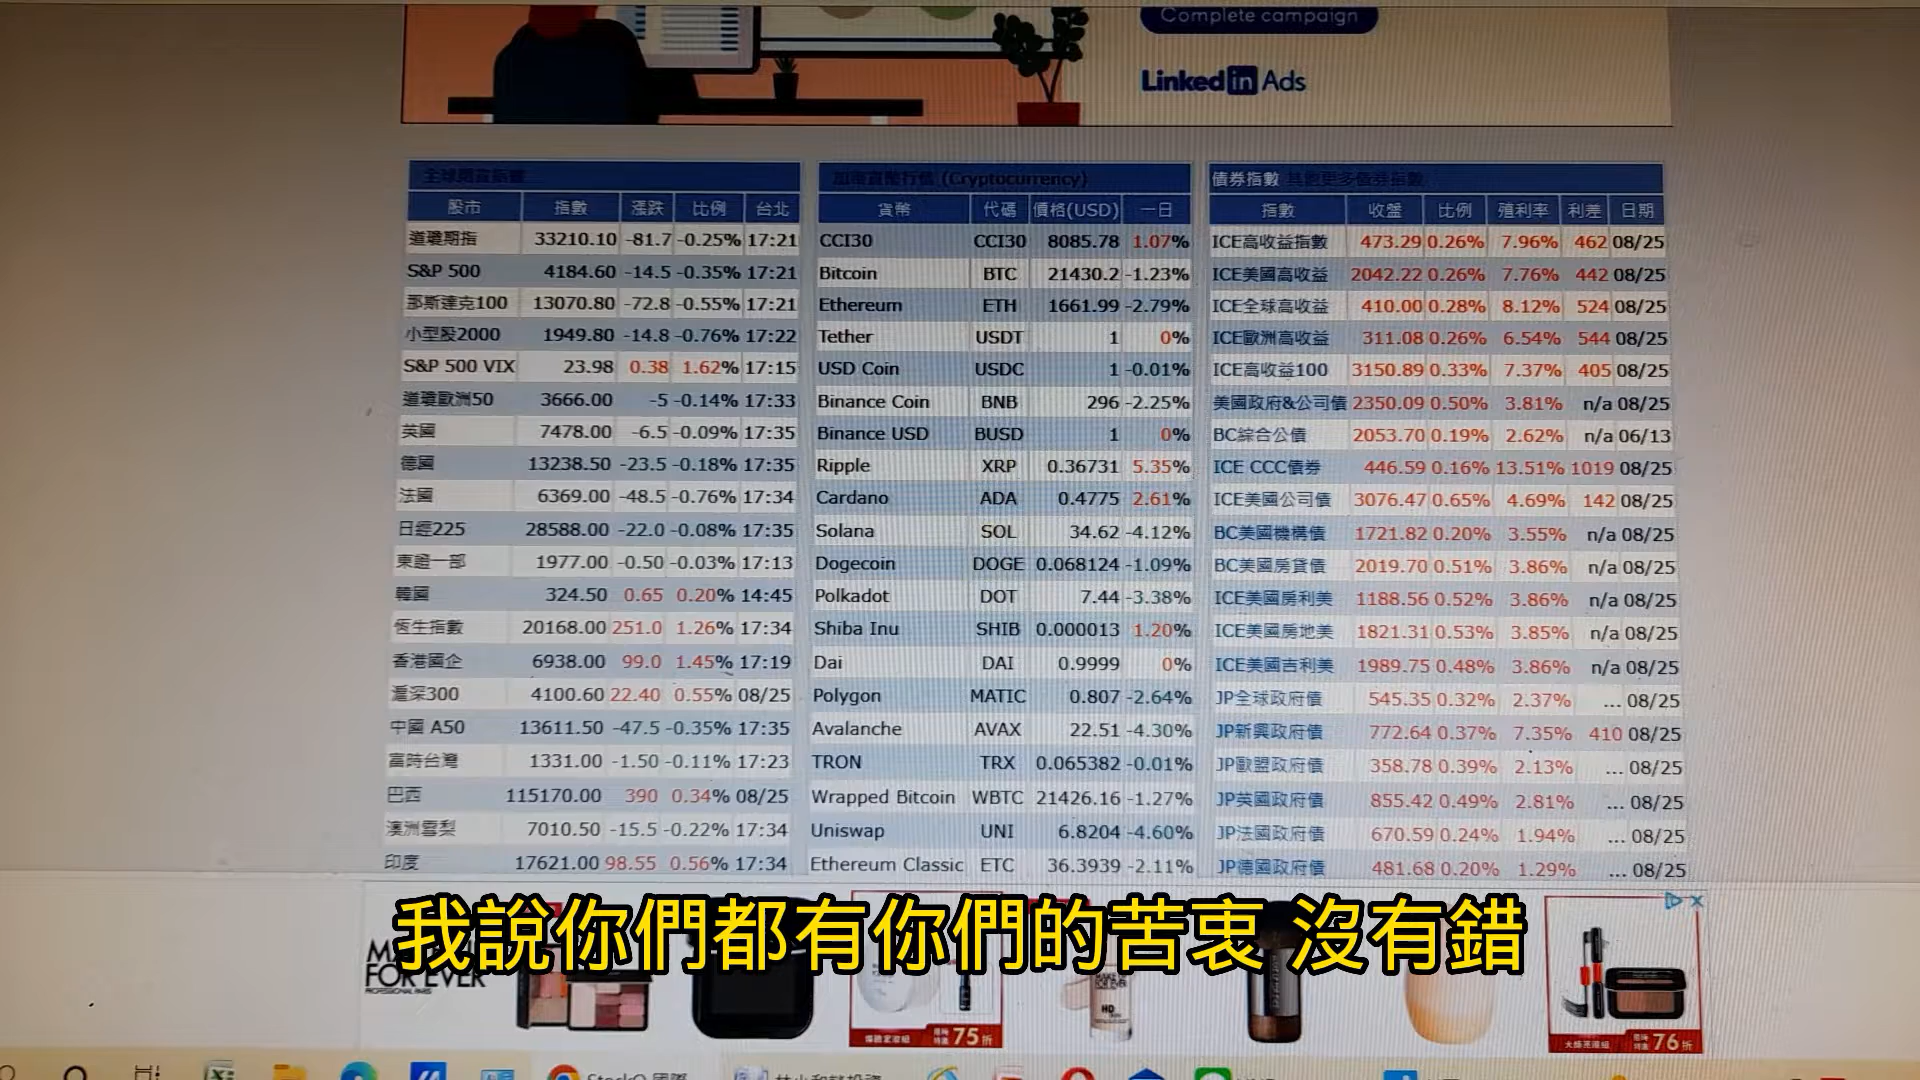 Complete campaign
Linked in Ads
全球期貨指數
股市 指數 漲跌 比例 台北
道瓊期指 33210.10 -81.7 -0.25% 17:21
S&P 500 4184.60 -14.5 -0.35% 17:21
那斯達克100 13070.80 -72.8 -0.55% 17:21
小型股2000 1949.80 -14.8 -0.76% 17:22
S&P 500 VIX 23.98 0.38 1.62% 17:15
道瓊歐洲50 3666.00 -5 -0.14% 17:33
英國 7478.00 -6.5 -0.09% 17:35
德國 13238.50 -23.5 -0.18% 17:35
法國 6369.00 -48.5 -0.76% 17:34
日經225 28588.00 -22.0 -0.08% 17:35
東證一部 1977.00 -0.50 -0.03% 17:13
韓國 324.50 0.65 0.20% 14:45
恆生指數 20168.00 251.0 1.26% 17:34
香港國企 6938.00 99.0 1.45% 17:19
滬深300 4100.60 22.40 0.55% 08/25
中國 A50 13611.50 -47.5 -0.35% 17:35
富時台灣 1331.00 -1.50 -0.11% 17:23
巴西 115170.00 390 0.34% 08/25
澳洲雪梨 7010.50 -15.5 -0.22% 17:34
印度 17621.00 98.55 0.56% 17:34
加密貨幣行情 (Cryptocurrency)
貨幣 代碼 價格(USD) 一日
CCI30 CCI30 8085.78 1.07%
Bitcoin BTC 21430.2 -1.23%
Ethereum ETH 1661.99 -2.79%
Tether USDT 1 0%
USD Coin USDC 1 -0.01%
Binance Coin BNB 296 -2.25%
Binance USD BUSD 1 0%
Ripple XRP 0.36731 5.35%
Cardano ADA 0.4775 2.61%
Solana SOL 34.62 -4.12%
Dogecoin DOGE 0.068124 -1.09%
Polkadot DOT 7.44 -3.38%
Shiba Inu SHIB 0.000013 1.20%
Dai DAI 0.9999 0%
Polygon MATIC 0.807 -2.64%
Avalanche AVAX 22.51 -4.30%
TRON TRX 0.065382 -0.01%
Wrapped Bitcoin WBTC 21426.16 -1.27%
Uniswap UNI 6.8204 -4.60%
Ethereum Classic ETC 36.3939 -2.11%
債券指數 其他更多債券指數
指數 收盤 比例 殖利率 利差 日期
ICE高收益指數 473.29 0.26% 7.96% 462 08/25
ICE美國高收益 2042.22 0.26% 7.76% 442 08/25
ICE全球高收益 410.00 0.28% 8.12% 524 08/25
ICE歐洲高收益 311.08 0.26% 6.54% 544 08/25
ICE高收益100 3150.89 0.33% 7.37% 405 08/25
美國政府&公司債 2350.09 0.50% 3.81% n/a 08/25
BC綜合公債 2053.70 0.19% 2.62% n/a 06/13
ICE CCC債券 446.59 0.16% 13.51% 1019 08/25
ICE美國公司債 3076.47 0.65% 4.69% 142 08/25
BC美國機構債 1721.82 0.20% 3.55% n/a 08/25
BC美國房貸債 2019.70 0.51% 3.86% n/a 08/25
ICE美國房利美 1188.56 0.52% 3.86% n/a 08/25
ICE美國房地美 1821.31 0.53% 3.85% n/a 08/25
ICE美國吉利美 1989.75 0.48% 3.86% n/a 08/25
JP全球政府債 545.35 0.32% 2.37% ... 08/25
JP新興政府債 772.64 0.37% 7.35% 410 08/25
JP歐盟政府債 358.78 0.39% 2.13% ... 08/25
JP英國政府債 855.42 0.49% 2.81% ... 08/25
JP法國政府債 670.59 0.24% 1.94% ... 08/25
JP德國政府債 481.68 0.20% 1.29% ... 08/25
我說你們都有你們的苦衷 沒有錯
FOR EVER
PROFESSIONAL PARIS
HD
75折
76折